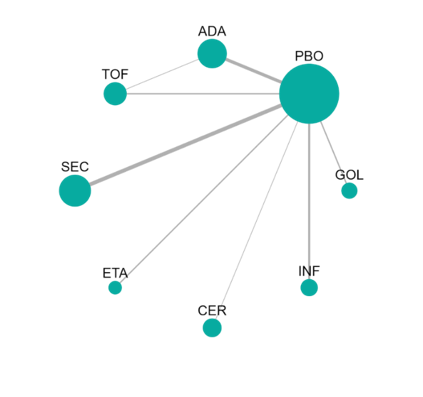 ADA
PBO
TOF
SEC
GOL
ETA
INF
CER